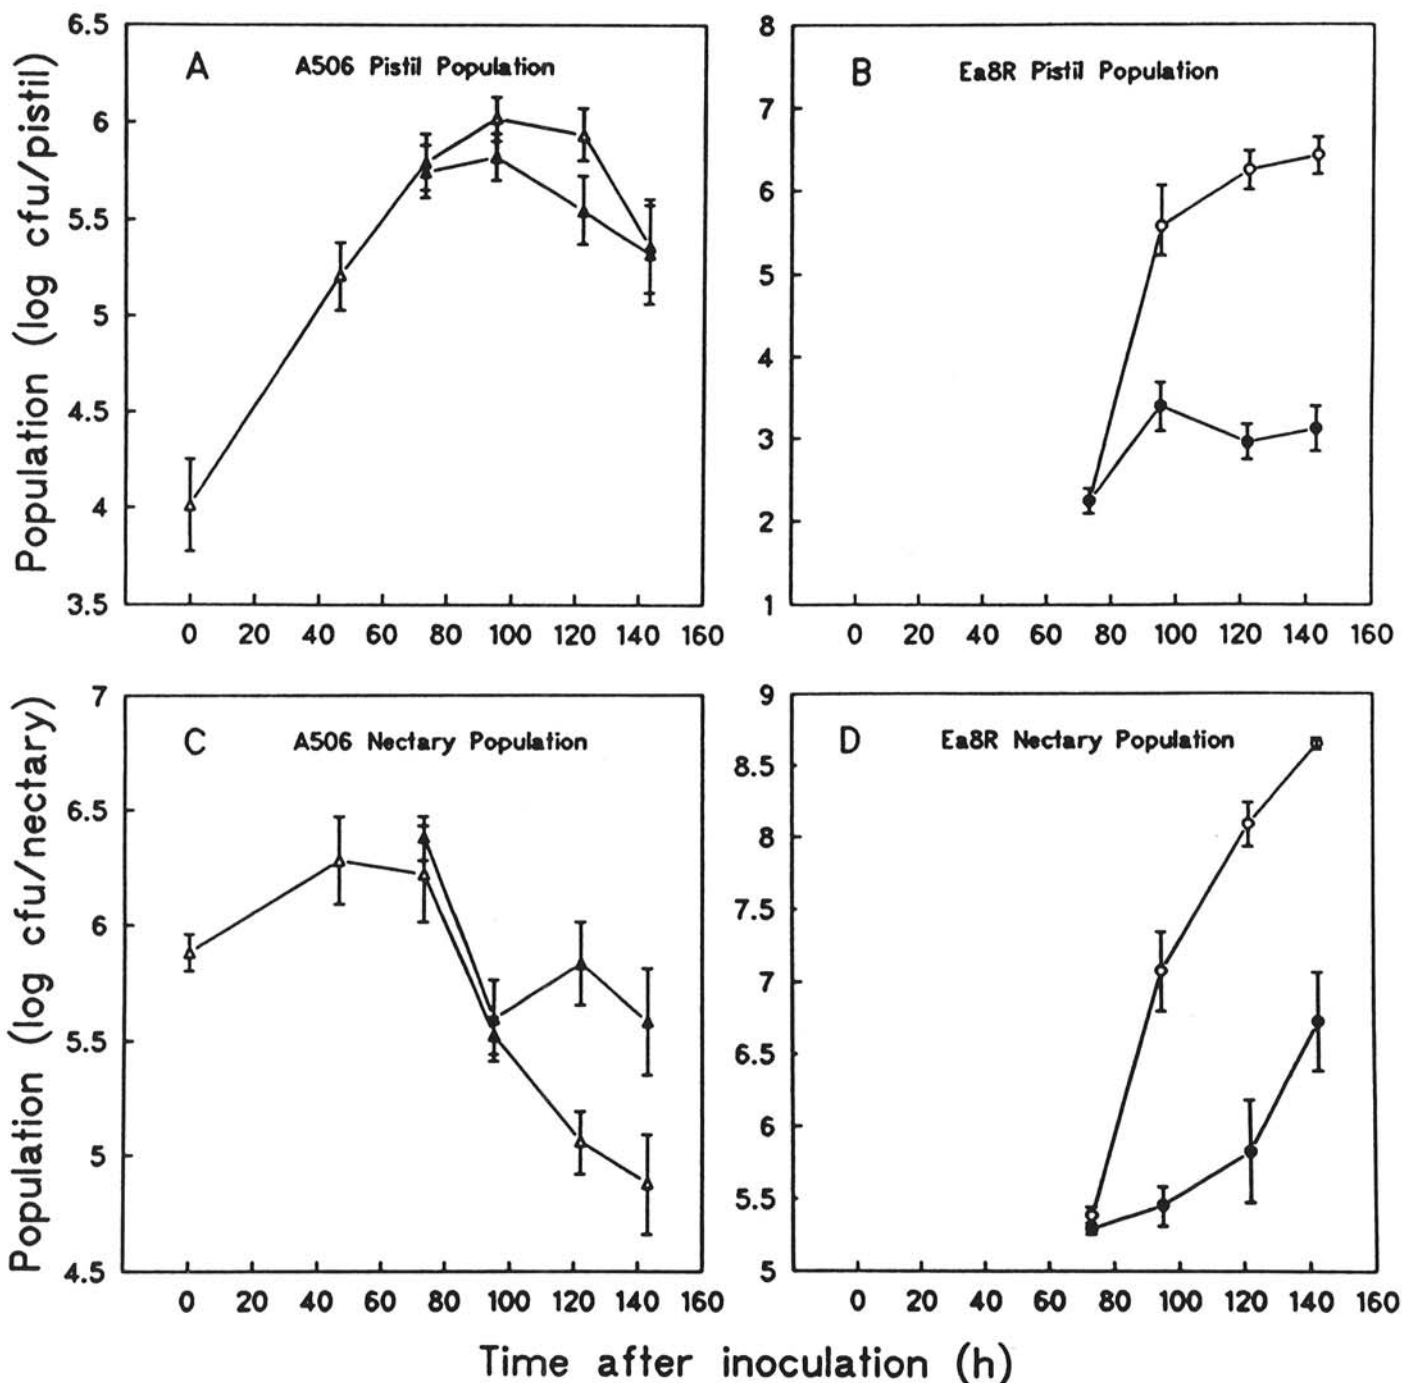 Population (log cfu/pistil)
A A506 Pistil Population
6.5
6
5.5
5
4.5
4
3.5
0 20 40 60 80 100 120 140 160
B Ea8R Pistil Population
8
7
6
5
4
3
2
1
0 20 40 60 80 100 120 140 160
Population (log cfu/nectary)
C A506 Nectary Population
7
6.5
6
5.5
5
4.5
0 20 40 60 80 100 120 140 160
D Ea8R Nectary Population
9
8.5
8
7.5
7
6.5
6
5.5
5
0 20 40 60 80 100 120 140 160
Time after inoculation (h)